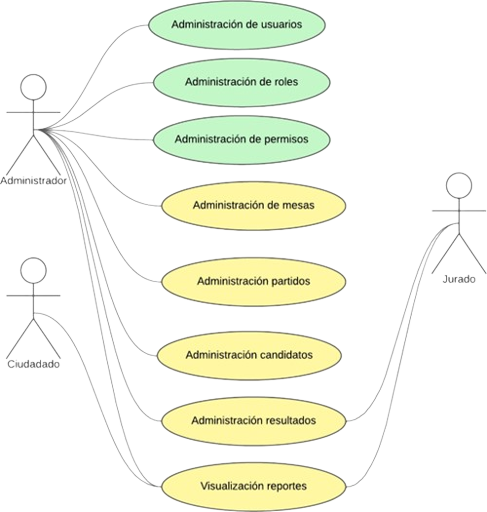 Administración de usuarios
Administración de roles
Administración de permisos
Administrador
Administración de mesas
Jurado
Administración partidos
Ciudadado
Administración candidatos
Administración resultados
Visualización reportes